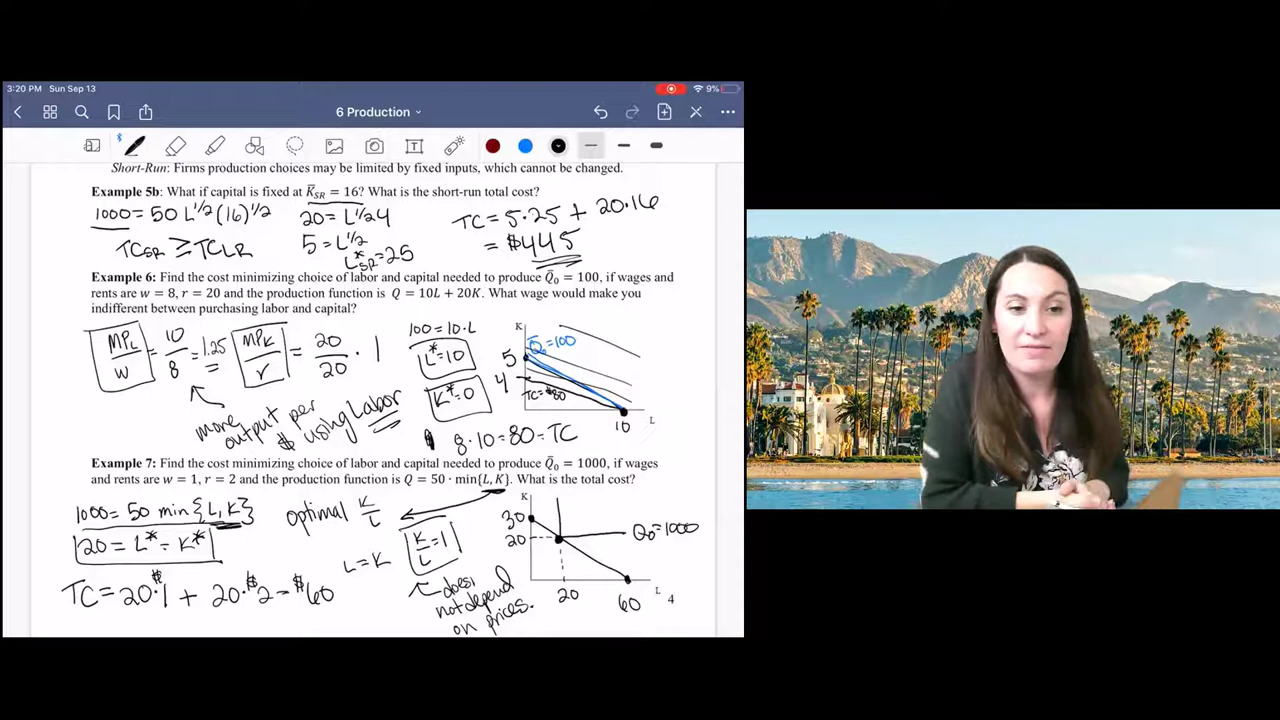 3:20 PM Sun Sep 13
9%
6 Production
Short-Run: Firms production choices may be limited by fixed inputs, which cannot be changed.
Example 5b: What if capital is fixed at K̄_SR = 16? What is the short-run total cost?
1000 = 50 L^1/2 (16)^1/2
20 = L^1/2 4
TC = 5·25 + 20·16
5 = L^1/2
TC_SR ≥ TC_LR
L*_SR = 25
= $445
Example 6: Find the cost minimizing choice of labor and capital needed to produce Q̄₀ = 100, if wages
and rents are w = 8, r = 20 and the production function is Q = 10L + 20K. What wage would make you
indifferent between purchasing labor and capital?
MP_L/w = 10/8 = 1.25 = MP_K/r = 20/20 · 1
100 = 10·L
L* = 10
K* = 0
more output per $ using Labor
8·10 = 80 = TC
K
Q̄₀=100
5
4
TC=$80
10
L
Example 7: Find the cost minimizing choice of labor and capital needed to produce Q̄₀ = 1000, if wages
and rents are w = 1, r = 2 and the production function is Q = 50 · min{L, K}. What is the total cost?
1000 = 50 min{L,K}
optimal K/L
20 = L* = K*
L = K
K/L = 1
TC = 20·$1 + 20·$2 = $60
does
not depend
on prices.
K
30
20
Q₀=1000
20
60
L
4